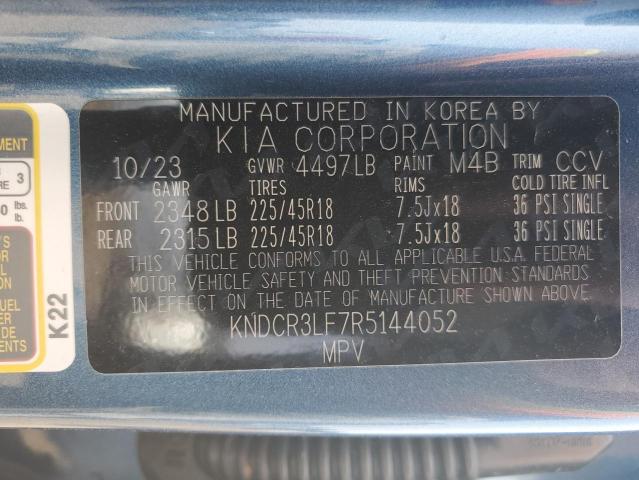 MANUFACTURED IN KOREA BY
KIA CORPORATION
10/23 GVWR 4497LB PAINT M4B TRIM CCV
GAWR TIRES RIMS COLD TIRE INFL
FRONT 2348LB 225/45R18 7.5Jx18 36 PSI SINGLE
REAR 2315LB 225/45R18 7.5Jx18 36 PSI SINGLE
THIS VEHICLE CONFORMS TO ALL APPLICABLE U.S.A. FEDERAL
MOTOR VEHICLE SAFETY AND THEFT PREVENTION STANDARDS
IN EFFECT ON THE DATE OF MANUFACTURE SHOWN ABOVE.
KNDCR3LF7R5144052
MPV
3
lbs.
lb.
K22